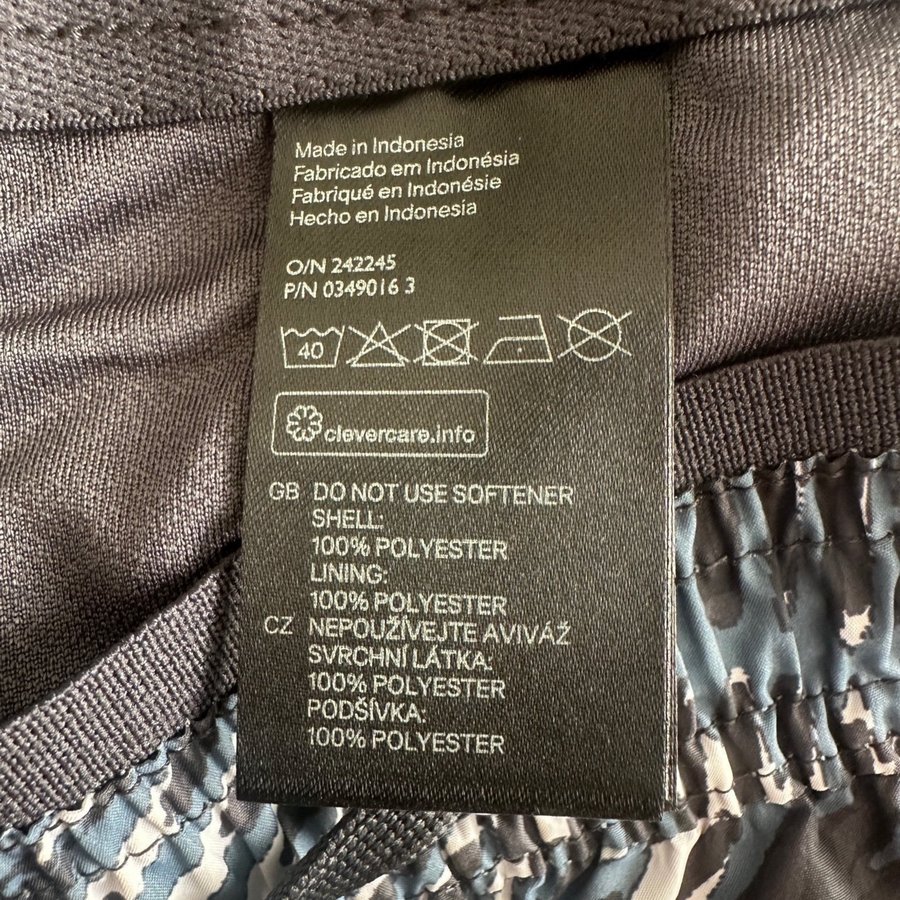 Made in Indonesia
Fabricado em Indonésia
Fabriqué en Indonésie
Hecho en Indonesia
O/N 242245
P/N 0349016 3
40
clevercare.info
GB DO NOT USE SOFTENER
SHELL:
100% POLYESTER
LINING:
100% POLYESTER
CZ NEPOUŽÍVEJTE AVIVÁŽ
SVRCHNÍ LÁTKA:
100% POLYESTER
PODŠÍVKA:
100% POLYESTER